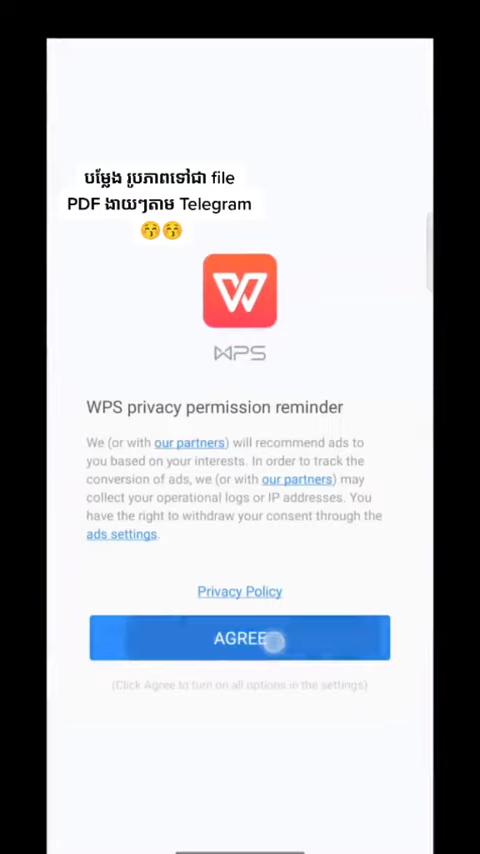 បម្លែង រូបភាពទៅជា file
PDF ងាយៗតាម Telegram
😚😚
WPS
WPS privacy permission reminder
We (or with our partners) will recommend ads to
you based on your interests. In order to track the
conversion of ads, we (or with our partners) may
collect your operational logs or IP addresses. You
have the right to withdraw your consent through the
ads settings.
Privacy Policy
AGREE
(Click Agree to turn on all options in the settings)